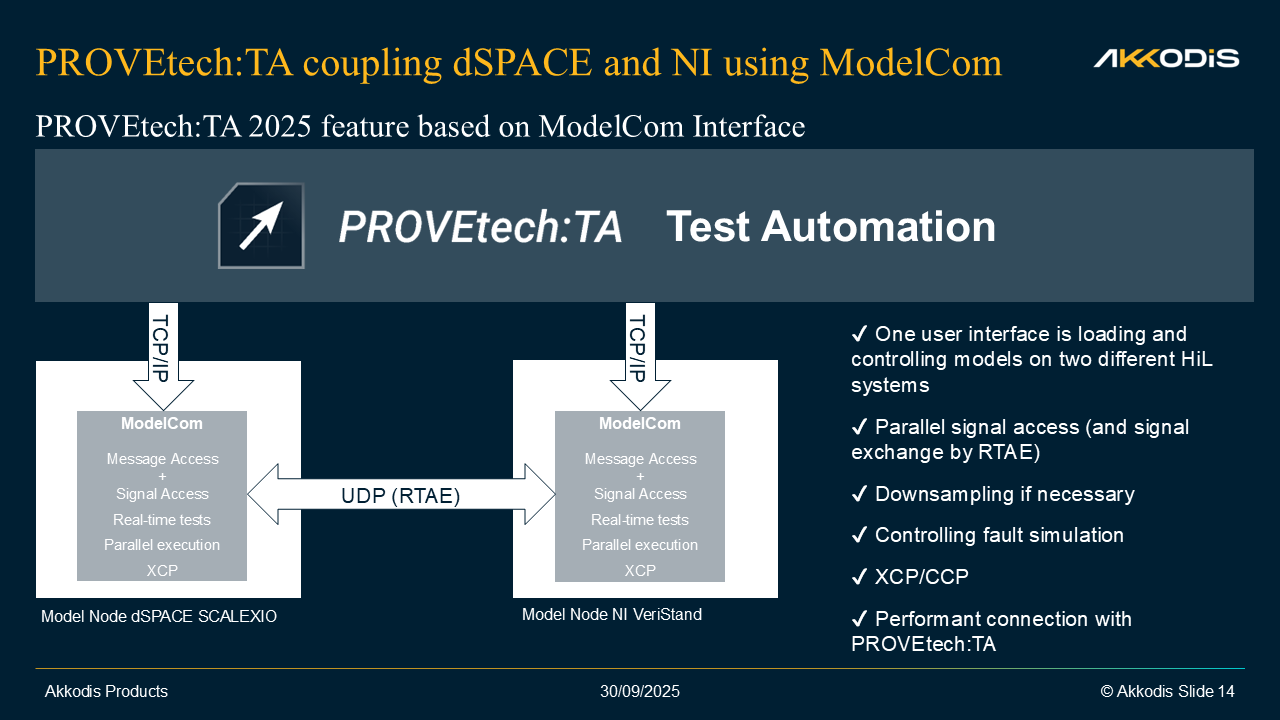 PROVEtech:TA coupling dSPACE and NI using ModelCom
AKKODIS
PROVEtech:TA 2025 feature based on ModelCom Interface
PROVEtech:TA Test Automation
TCP/IP
TCP/IP
ModelCom
Message Access
+
Signal Access
Real-time tests
Parallel execution
XCP
UDP (RTAE)
ModelCom
Message Access
+
Signal Access
Real-time tests
Parallel execution
XCP
Model Node dSPACE SCALEXIO
Model Node NI VeriStand
✓ One user interface is loading and
controlling models on two different HiL
systems
✓ Parallel signal access (and signal
exchange by RTAE)
✓ Downsampling if necessary
✓ Controlling fault simulation
✓ XCP/CCP
✓ Performant connection with
PROVEtech:TA
Akkodis Products
30/09/2025
© Akkodis Slide 14